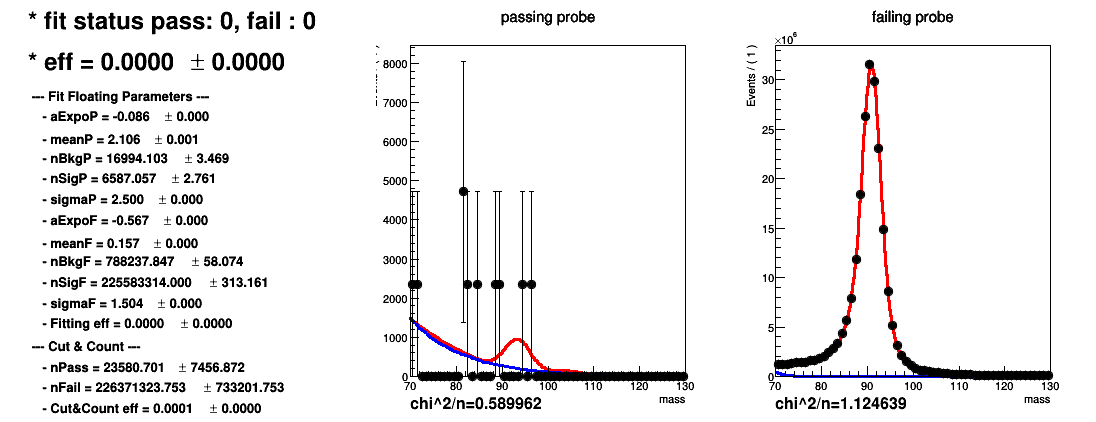 * fit status pass: 0, fail : 0
* eff = 0.0000 ± 0.0000
--- Fit Floating Parameters ---
- aExpoP = -0.086 ± 0.000
- meanP = 2.106 ± 0.001
- nBkgP = 16994.103 ± 3.469
- nSigP = 6587.057 ± 2.761
- sigmaP = 2.500 ± 0.000
- aExpoF = -0.567 ± 0.000
- meanF = 0.157 ± 0.000
- nBkgF = 788237.847 ± 58.074
- nSigF = 225583314.000 ± 313.161
- sigmaF = 1.504 ± 0.000
- Fitting eff = 0.0000 ± 0.0000
--- Cut & Count ---
- nPass = 23580.701 ± 7456.872
- nFail = 226371323.753 ± 733201.753
- Cut&Count eff = 0.0001 ± 0.0000
passing probe
8000
7000
6000
5000
4000
3000
2000
1000
0
70 80 90 100 110 120 130
mass
chi^2/n=0.589962
failing probe
×10^6
Events / ( 1 )
30
25
20
15
10
5
0
70 80 90 100 110 120 130
mass
chi^2/n=1.124639